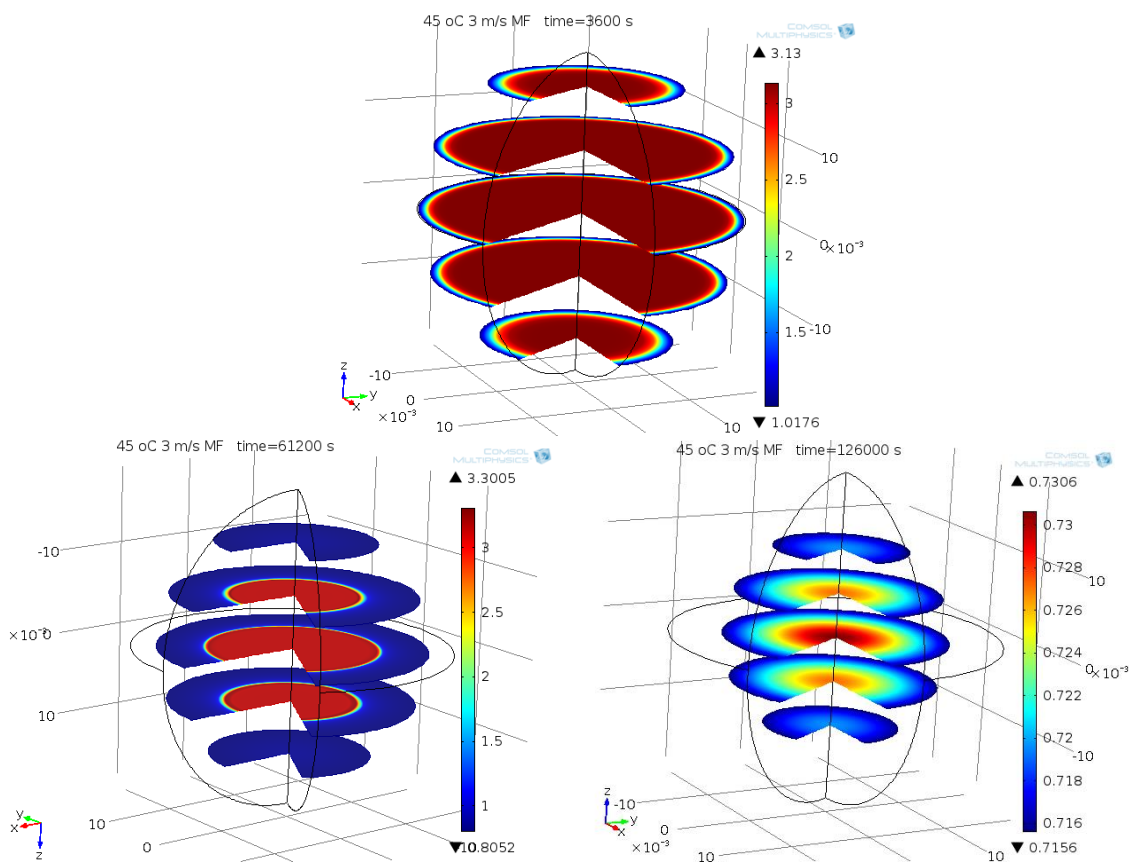 45 oC 3 m/s MF   time=3600 s
COMSOL
MULTIPHYSICS
▲ 3.13
3
2.5
2
1.5
▼ 1.0176
10
0
×10⁻³
-10
-10
0
×10⁻³
10
10
z
y
x
45 oC 3 m/s MF   time=61200 s
COMSOL
MULTIPHYSICS
▲ 3.3005
3
2.5
2
1.5
1
▼ 0.8052
-10
×10⁻³
0
10
10
0
10
y
x
z
45 oC 3 m/s MF   time=126000 s
COMSOL
MULTIPHYSICS
▲ 0.7306
0.73
0.728
0.726
0.724
0.722
0.72
0.718
0.716
▼ 0.7156
10
0
×10⁻³
-10
-10
0
×10⁻³
10
10
z
y
x